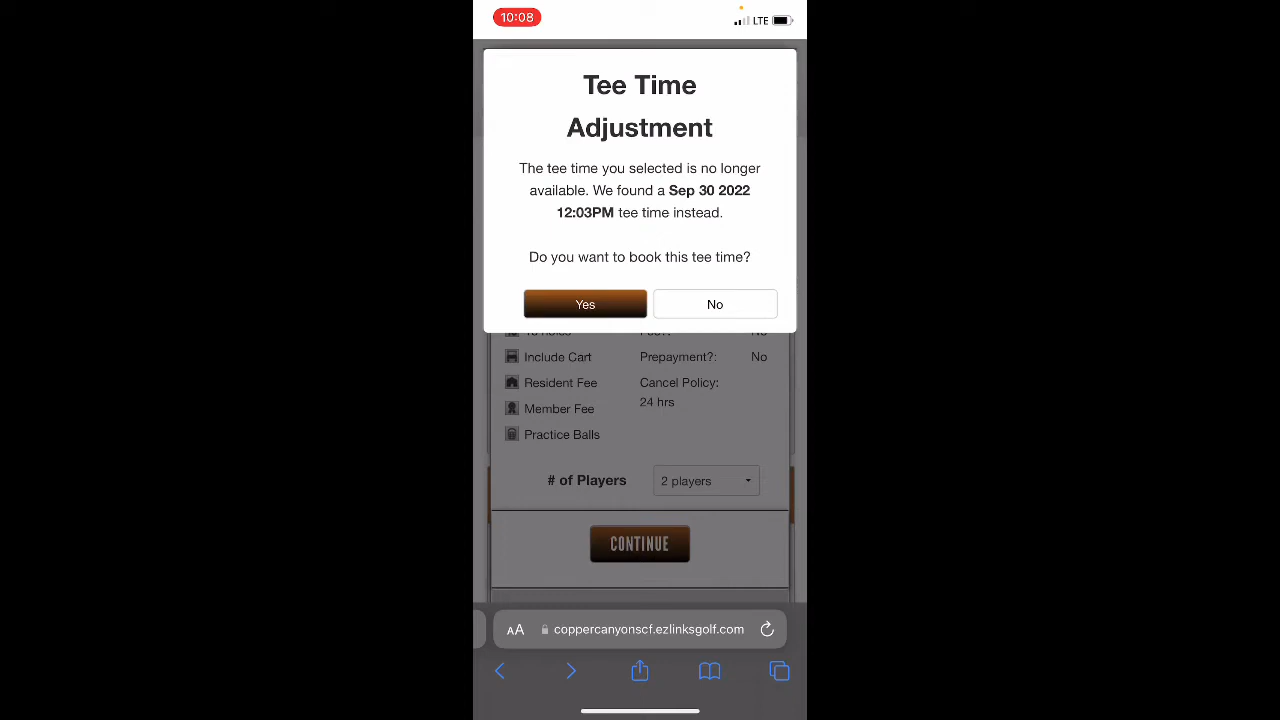 10:08
LTE
Tee Time
Adjustment
The tee time you selected is no longer
available. We found a Sep 30 2022
12:03PM tee time instead.
Do you want to book this tee time?
Yes No
No
Include Cart Prepayment?: No
Resident Fee Cancel Policy:
24 hrs
Member Fee
Practice Balls
# of Players 2 players
CONTINUE
AA coppercanyonscf.ezlinksgolf.com